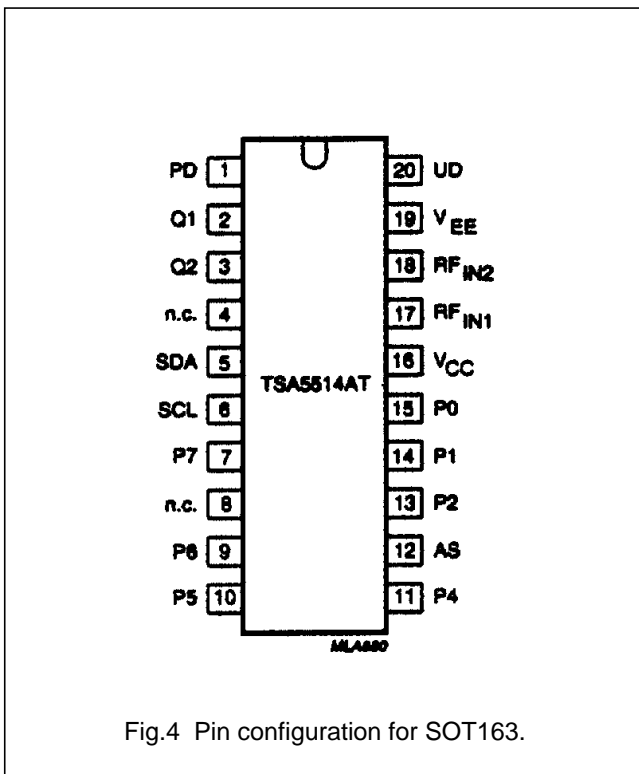 PD 1 20 UD
Q1 2 19 VEE
Q2 3 18 RFIN2
n.c. 4 17 RFIN1
SDA 5 16 VCC
TSA5514AT
SCL 6 15 P0
P7 7 14 P1
n.c. 8 13 P2
P6 9 12 AS
P5 10 11 P4
Fig.4 Pin configuration for SOT163.